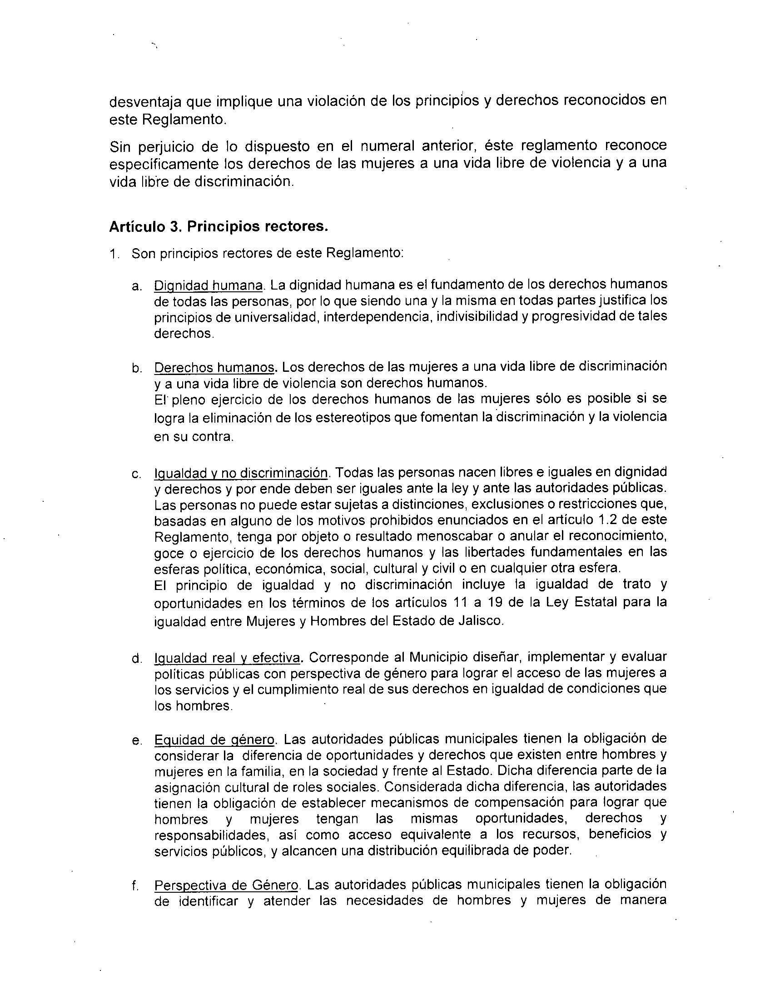 desventaja que implique una violación de los principios y derechos reconocidos en
este Reglamento.
Sin perjuicio de lo dispuesto en el numeral anterior, éste reglamento reconoce
específicamente los derechos de las mujeres a una vida libre de violencia y a una
vida libre de discriminación.
Artículo 3. Principios rectores.
1. Son principios rectores de este Reglamento:
a. Dignidad humana. La dignidad humana es el fundamento de los derechos humanos
de todas las personas, por lo que siendo una y la misma en todas partes justifica los
principios de universalidad, interdependencia, indivisibilidad y progresividad de tales
derechos.
b. Derechos humanos. Los derechos de las mujeres a una vida libre de discriminación
y a una vida libre de violencia son derechos humanos.
El pleno ejercicio de los derechos humanos de las mujeres sólo es posible si se
logra la eliminación de los estereotipos que fomentan la discriminación y la violencia
en su contra.
c. Igualdad y no discriminación. Todas las personas nacen libres e iguales en dignidad
y derechos y por ende deben ser iguales ante la ley y ante las autoridades públicas.
Las personas no puede estar sujetas a distinciones, exclusiones o restricciones que,
basadas en alguno de los motivos prohibidos enunciados en el artículo 1.2 de este
Reglamento, tenga por objeto o resultado menoscabar o anular el reconocimiento,
goce o ejercicio de los derechos humanos y las libertades fundamentales en las
esferas política, económica, social, cultural y civil o en cualquier otra esfera.
El principio de igualdad y no discriminación incluye la igualdad de trato y
oportunidades en los términos de los artículos 11 a 19 de la Ley Estatal para la
igualdad entre Mujeres y Hombres del Estado de Jalisco.
d. Igualdad real y efectiva. Corresponde al Municipio diseñar, implementar y evaluar
políticas públicas con perspectiva de género para lograr el acceso de las mujeres a
los servicios y el cumplimiento real de sus derechos en igualdad de condiciones que
los hombres.
e. Equidad de género. Las autoridades públicas municipales tienen la obligación de
considerar la diferencia de oportunidades y derechos que existen entre hombres y
mujeres en la familia, en la sociedad y frente al Estado. Dicha diferencia parte de la
asignación cultural de roles sociales. Considerada dicha diferencia, las autoridades
tienen la obligación de establecer mecanismos de compensación para lograr que
hombres y mujeres tengan las mismas oportunidades, derechos y
responsabilidades, así como acceso equivalente a los recursos, beneficios y
servicios públicos, y alcancen una distribución equilibrada de poder.
f. Perspectiva de Género. Las autoridades públicas municipales tienen la obligación
de identificar y atender las necesidades de hombres y mujeres de manera